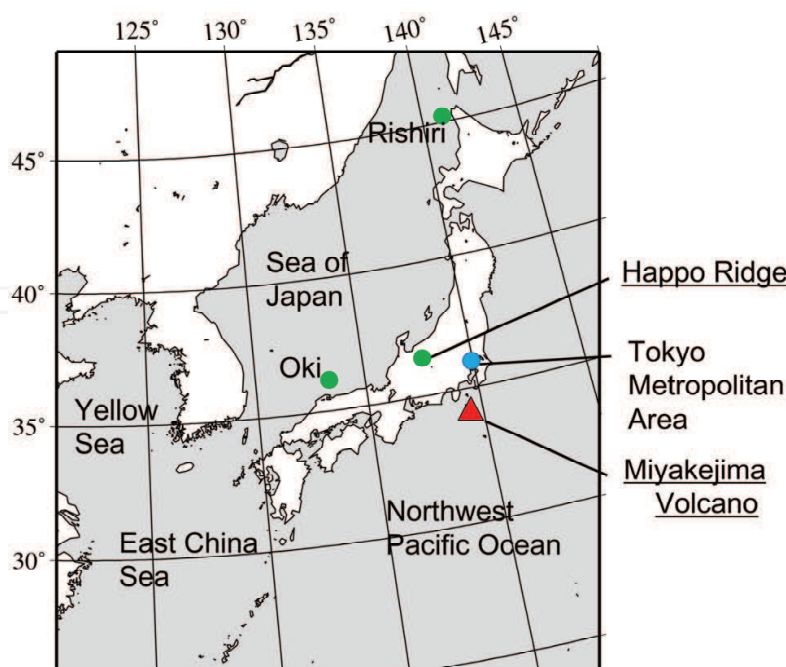 125° 130° 135° 140° 145°
Rishiri
45°
Sea of
Japan
Happo Ridge
40°
Oki
Tokyo
Metropolitan
Area
Yellow
Sea
35°
Miyakejima
Volcano
Northwest
Pacific Ocean
East China
Sea
30°